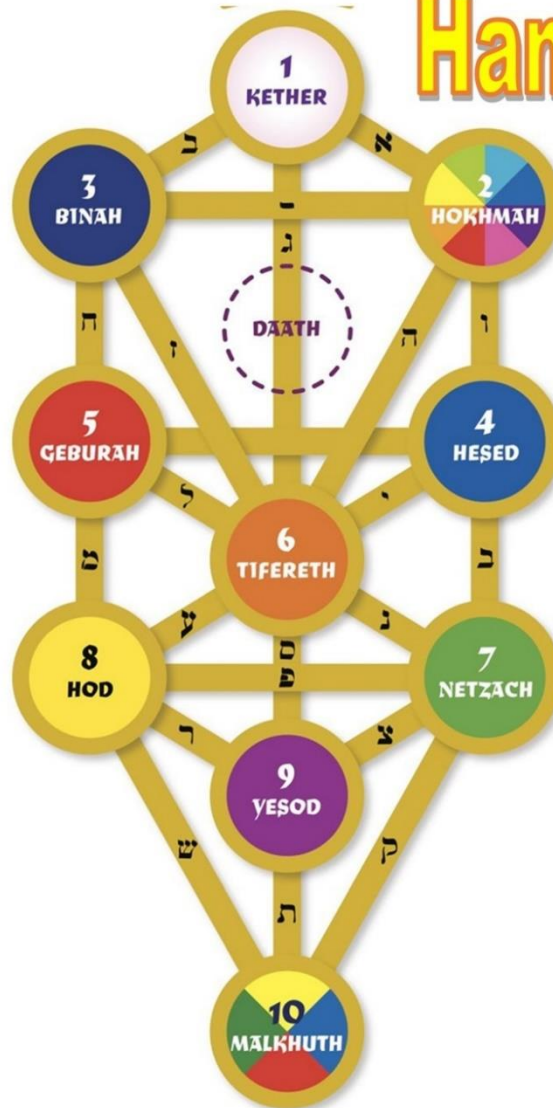 Han
1
KETHER
ב
א
3
BINAH
2
HOKHMAH
ג
DAATH
ח
ז
ה
ו
5
GEBURAH
4
HESED
ל
י
6
TIFERETH
נ
ס
פ
8
HOD
7
NETZACH
ר
צ
9
YESOD
ש
ק
ת
10
MALKHUTH